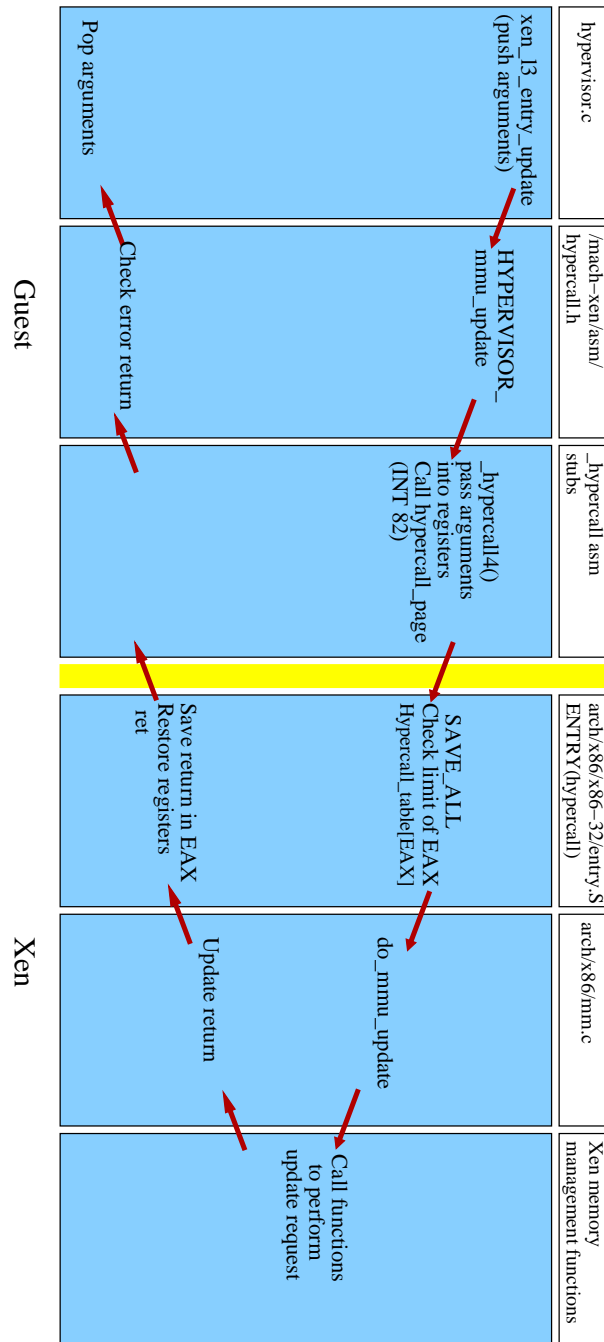 hypervisor.c
/mach-xen/asm/
hypercall.h
_hypercall asm
stubs
arch/x86/x86-32/entry.S
ENTRY(hypercall)
arch/x86/mm.c
Xen memory
management functions
xen_l3_entry_update
(push arguments)
HYPERVISOR_
mmu_update
_hypercall4()
pass arguments
into registers
Call hypercall_page
(INT 82)
SAVE_ALL
Check limit of EAX
Hypercall_table[EAX]
do_mmu_update
Call functions
to perform
update request
Pop arguments
Check error return
Save return in EAX
Restore registers
ret
Update return
Guest
Xen